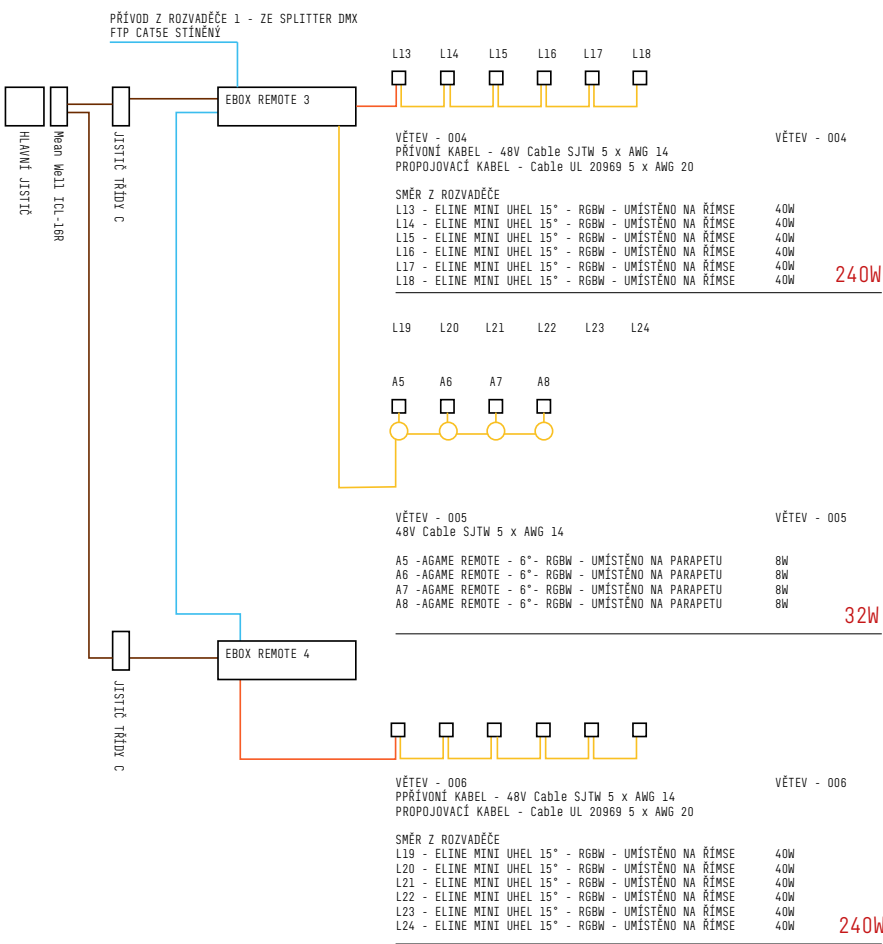 PŘÍVOD Z ROZVADĚČE 1 - ZE SPLITTER DMX
FTP CAT5E STÍNĚNÝ
HLAVNÍ JISTIČ
Mean Well ICL-16R
JISTIČ TŘÍDY C
EBOX REMOTE 3
L13 L14 L15 L16 L17 L18
VĚTEV - 004 VĚTEV - 004
PŘÍVONÍ KABEL - 48V Cable SJTW 5 x AWG 14
PROPOJOVACÍ KABEL - Cable UL 20969 5 x AWG 20
SMĚR Z ROZVADĚČE
L13 - ELINE MINI UHEL 15° - RGBW - UMÍSTĚNO NA ŘÍMSE 40W
L14 - ELINE MINI UHEL 15° - RGBW - UMÍSTĚNO NA ŘÍMSE 40W
L15 - ELINE MINI UHEL 15° - RGBW - UMÍSTĚNO NA ŘÍMSE 40W
L16 - ELINE MINI UHEL 15° - RGBW - UMÍSTĚNO NA ŘÍMSE 40W
L17 - ELINE MINI UHEL 15° - RGBW - UMÍSTĚNO NA ŘÍMSE 40W
L18 - ELINE MINI UHEL 15° - RGBW - UMÍSTĚNO NA ŘÍMSE 40W
240W
L19 L20 L21 L22 L23 L24
A5 A6 A7 A8
VĚTEV - 005 VĚTEV - 005
48V Cable SJTW 5 x AWG 14
A5 -AGAME REMOTE - 6°- RGBW - UMÍSTĚNO NA PARAPETU 8W
A6 -AGAME REMOTE - 6°- RGBW - UMÍSTĚNO NA PARAPETU 8W
A7 -AGAME REMOTE - 6°- RGBW - UMÍSTĚNO NA PARAPETU 8W
A8 -AGAME REMOTE - 6°- RGBW - UMÍSTĚNO NA PARAPETU 8W
32W
EBOX REMOTE 4
JISTIČ TŘÍDY C
VĚTEV - 006 VĚTEV - 006
PPŘÍVONÍ KABEL - 48V Cable SJTW 5 x AWG 14
PROPOJOVACÍ KABEL - Cable UL 20969 5 x AWG 20
SMĚR Z ROZVADĚČE
L19 - ELINE MINI UHEL 15° - RGBW - UMÍSTĚNO NA ŘÍMSE 40W
L20 - ELINE MINI UHEL 15° - RGBW - UMÍSTĚNO NA ŘÍMSE 40W
L21 - ELINE MINI UHEL 15° - RGBW - UMÍSTĚNO NA ŘÍMSE 40W
L22 - ELINE MINI UHEL 15° - RGBW - UMÍSTĚNO NA ŘÍMSE 40W
L23 - ELINE MINI UHEL 15° - RGBW - UMÍSTĚNO NA ŘÍMSE 40W
L24 - ELINE MINI UHEL 15° - RGBW - UMÍSTĚNO NA ŘÍMSE 40W
240W